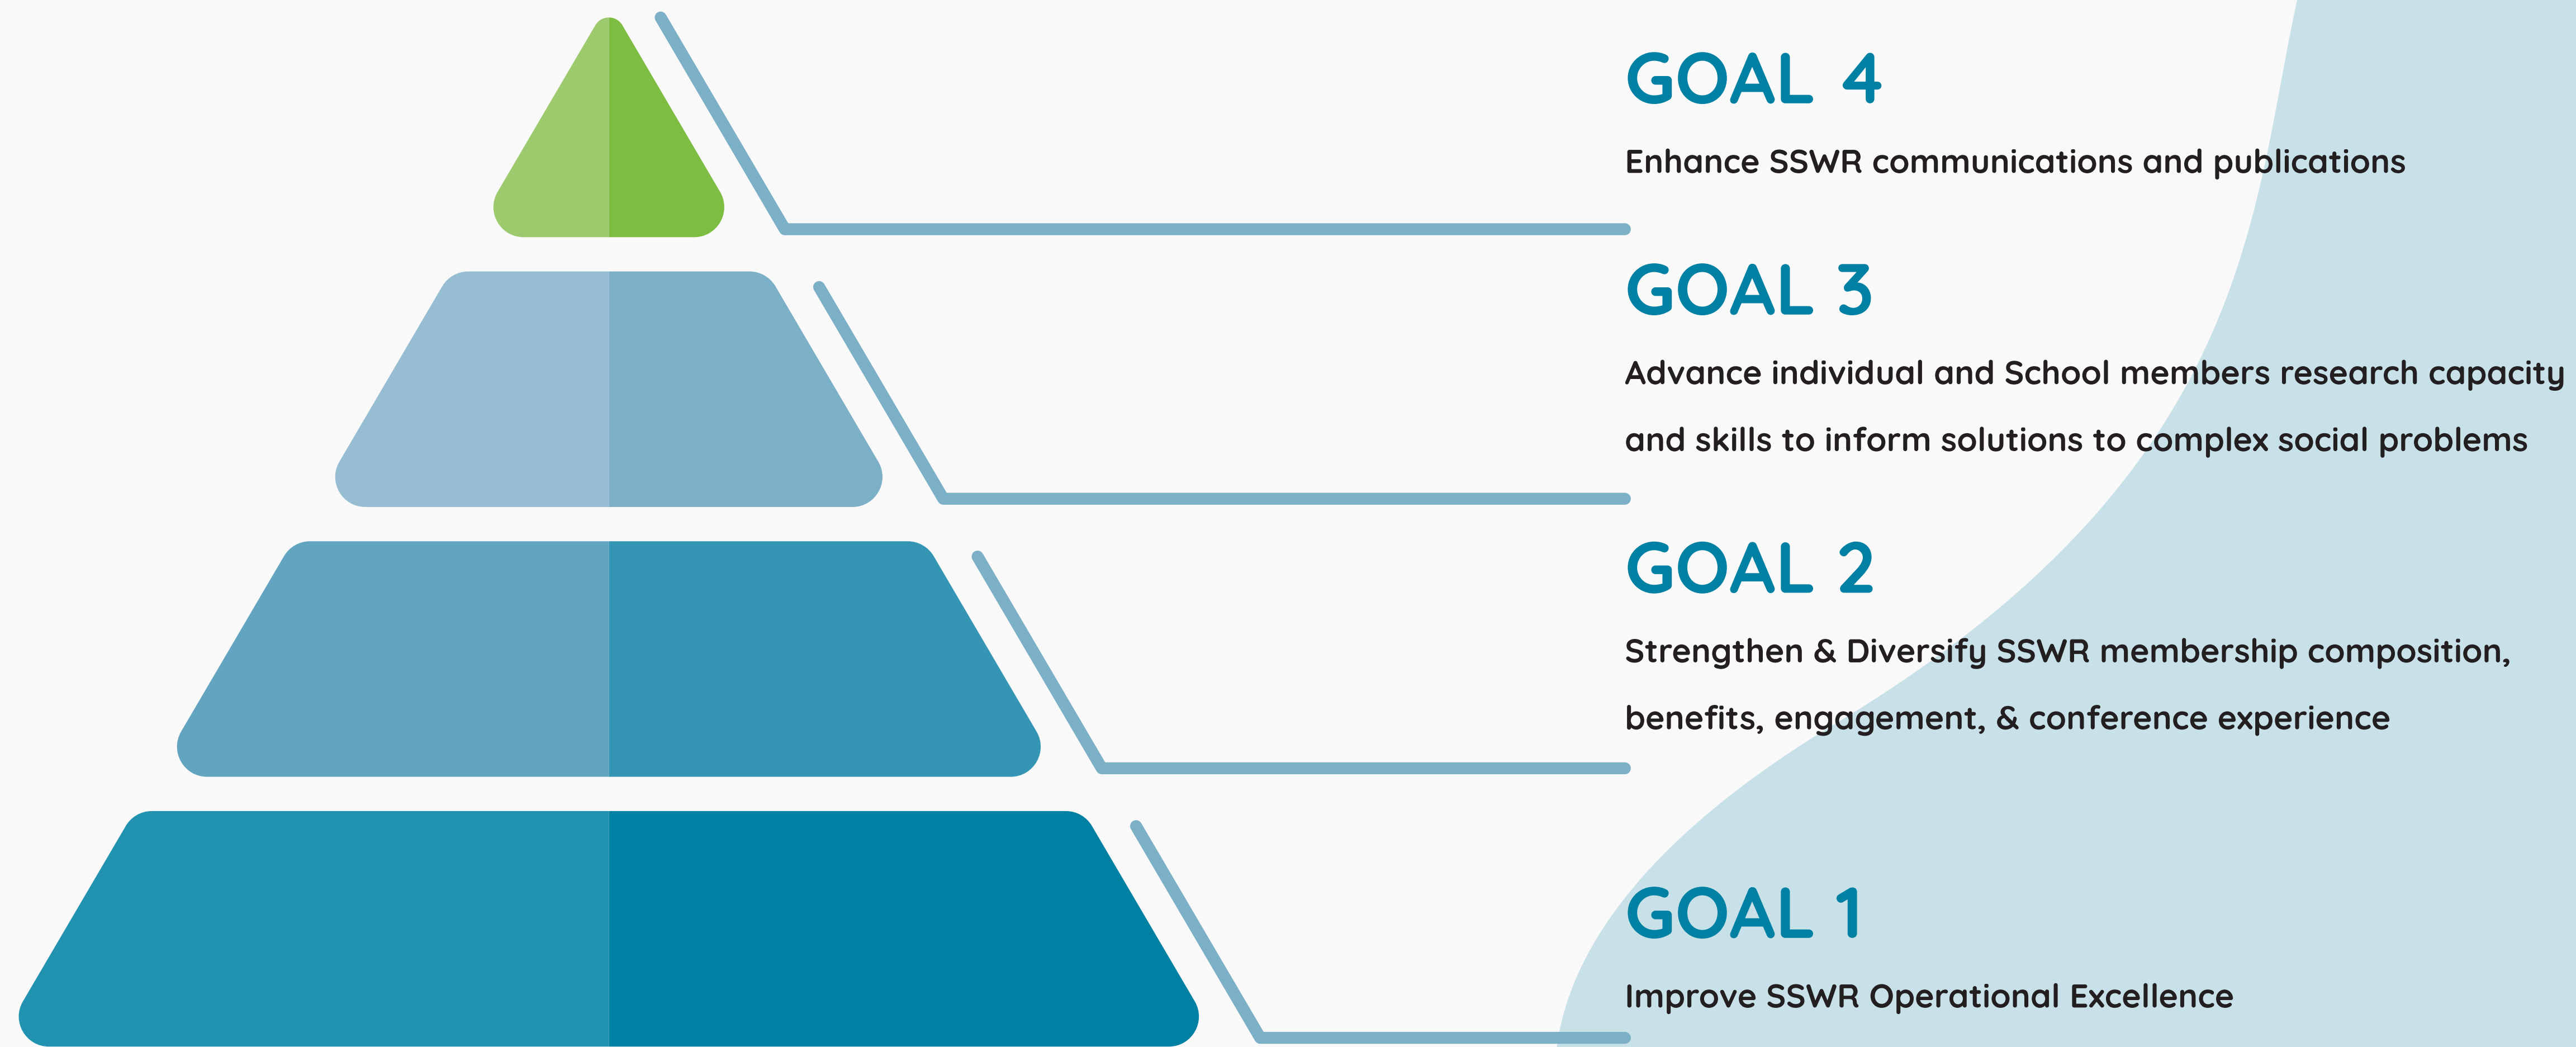 GOAL 4
Enhance SSWR communications and publications
GOAL 3
Advance individual and School members research capacity
and skills to inform solutions to complex social problems
GOAL 2
Strengthen & Diversify SSWR membership composition,
benefits, engagement, & conference experience
GOAL 1
Improve SSWR Operational Excellence